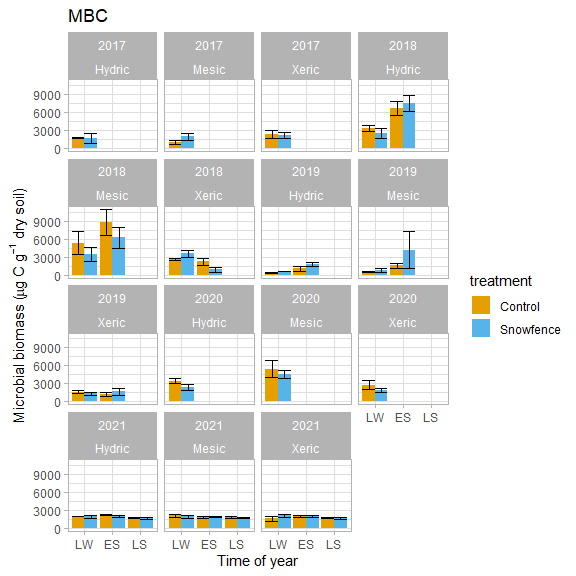 MBC
2017 2017 2017 2018
Hydric Mesic Xeric Hydric
9000
6000
3000
0
2018 2018 2019 2019
Mesic Xeric Hydric Mesic
9000
6000
3000
0
2019 2020 2020 2020
Xeric Hydric Mesic Xeric
9000
6000
3000
0
LW ES LS
2021 2021 2021
Hydric Mesic Xeric
9000
6000
3000
0
LW ES LS LW ES LS LW ES LS
Time of year
Microbial biomass (μg C g⁻¹ dry soil)
treatment
Control
Snowfence